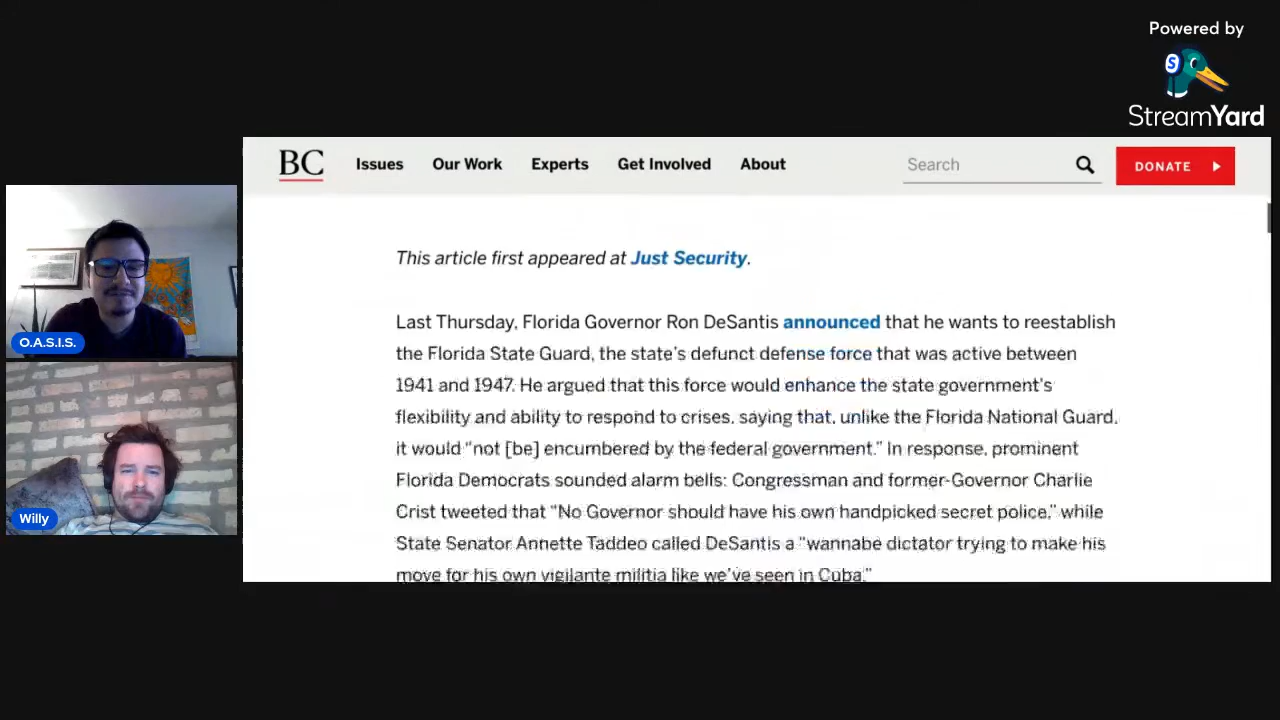 Powered by
S
StreamYard
BC
Issues
Our Work
Experts
Get Involved
About
Search
DONATE
This article first appeared at Just Security.
Last Thursday, Florida Governor Ron DeSantis announced that he wants to reestablish
the Florida State Guard, the state's defunct defense force that was active between
1941 and 1947. He argued that this force would enhance the state government's
flexibility and ability to respond to crises, saying that, unlike the Florida National Guard,
it would "not [be] encumbered by the federal government." In response, prominent
Florida Democrats sounded alarm bells: Congressman and former-Governor Charlie
Crist tweeted that "No Governor should have his own handpicked secret police," while
State Senator Annette Taddeo called DeSantis a "wannabe dictator trying to make his
move for his own vigilante militia like we've seen in Cuba."
O.A.S.I.S.
Willy